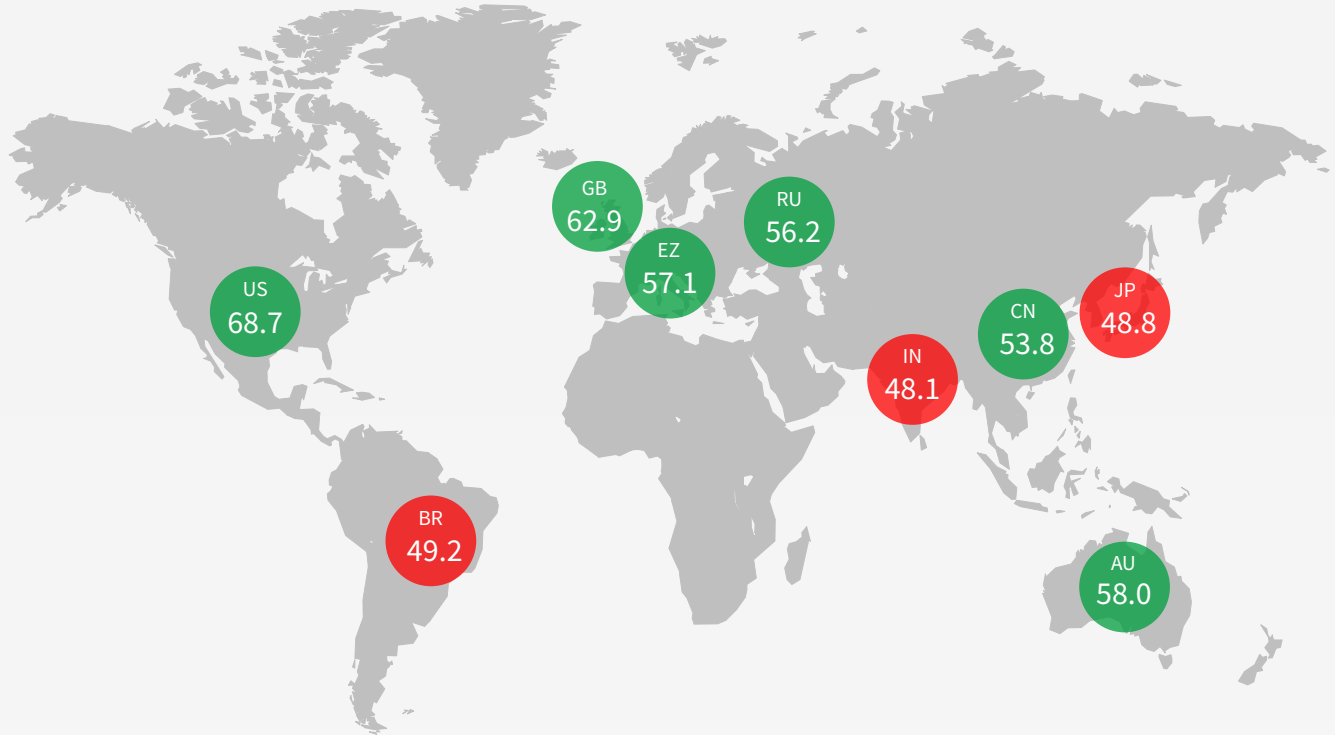 GB
62.9
RU
56.2
EZ
57.1
US
68.7
JP
48.8
CN
53.8
IN
48.1
BR
49.2
AU
58.0